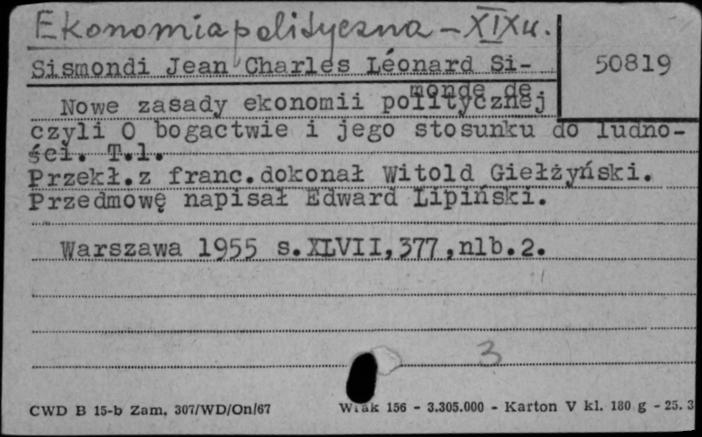 Ekonomia polityczna - XIXw.
50819
Sismondi Jean Charles Léonard Si-
monde de
Nowe zasady ekonomii politycznej
czyli O bogactwie i jego stosunku do ludno-
ści. T.1.
Przekł.z franc.dokonał Witold Giełżyński.
Przedmowę napisał Edward Lipiński.
Warszawa 1955 s.XLVII,377,nlb.2.
3
CWD B 15-b Zam. 307/WD/On/67
156 - 3.305.000 - Karton V kl. 180 g - 25. 3